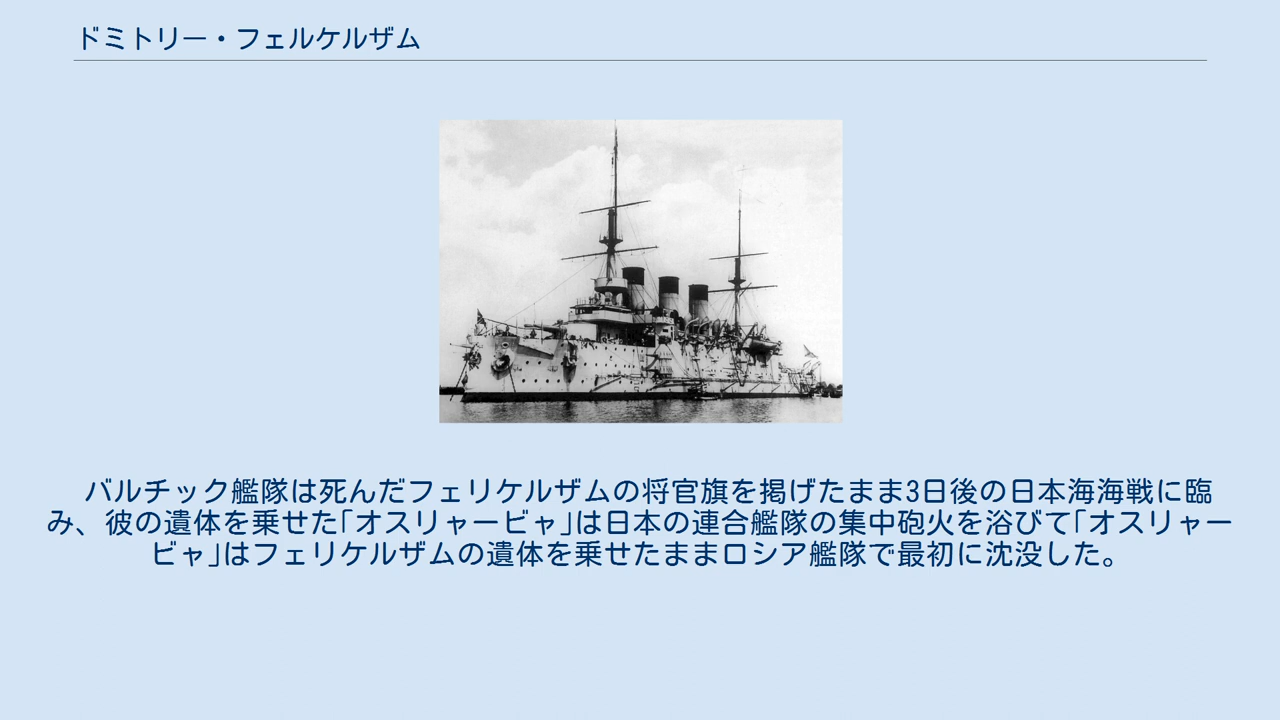 ドミトリー・フェルケルザム
バルチック艦隊は死んだフェリケルザムの将官旗を掲げたまま3日後の日本海海戦に臨
み、彼の遺体を乗せた｢オスリャービャ｣は日本の連合艦隊の集中砲火を浴びて｢オスリャー
ビャ｣はフェリケルザムの遺体を乗せたままロシア艦隊で最初に沈没した。